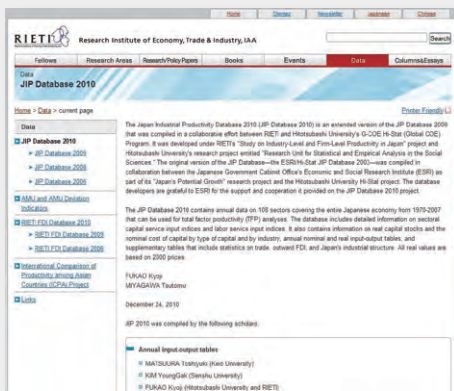 Home Sitemap Newsletter Japanese Chinese
RIETI Research Institute of Economy, Trade & Industry, IAA
Search
Fellows Research Areas Research/Policy Papers Books Events Data Columns&Essays
Data
JIP Database 2010
Home > Data > current page
Printer Friendly
Data
JIP Database 2010
JIP Database 2009
JIP Database 2008
JIP Database 2006
AMU and AMU Deviation
Indicators
RIETI FDI Database 2010
RIETI FDI Database 2009
RIETI FDI Database 2006
International Comparison of
Productivity among Asian
Countries (ICPA) Project
Links
The Japan Industrial Productivity Database 2010 (JIP Database 2010) is an extended version of the JIP Database 2009
that was compiled in a collaborative effort between RIETI and Hitotsubashi University's G-COE Hi-Stat (Global COE)
Program. It was developed under RIETI's "Study on Industry-Level and Firm-Level Productivity in Japan" project and
Hitotsubashi University's research project entitled "Research Unit for Statistical and Empirical Analysis in the Social
Sciences." The original version of the JIP Database—the ESRI/Hi-Stat JIP Database 2003—was compiled in
collaboration between the Japanese Government Cabinet Office's Economic and Social Research Institute (ESRI) as
part of its "Japan's Potential Growth" research project and the Hitotsubashi University Hi-Stat project. The database
developers are grateful to ESRI for the support and cooperation it provided on the JIP Database 2010 project.
The JIP Database 2010 contains annual data on 108 sectors covering the entire Japanese economy from 1970-2007
that can be used for total factor productivity (TFP) analyses. The database includes detailed information on sectoral
capital service input indices and labor service input indices. It also contains information on real capital stocks and the
nominal cost of capital by type of capital and by industry, annual nominal and real input-output tables, and
supplementary tables that include statistics on trade, outward FDI, and Japan's industrial structure. All real values are
based on 2000 prices.
FUKAO Kyoji
MIYAGAWA Tsutomu
December 24, 2010
JIP 2010 was compiled by the following scholars.
Annual input-output tables
MATSUURA Toshiyuki (Keio University)
KIM YoungGak (Senshu University)
FUKAO Kyoji (Hitotsubashi University and RIETI)